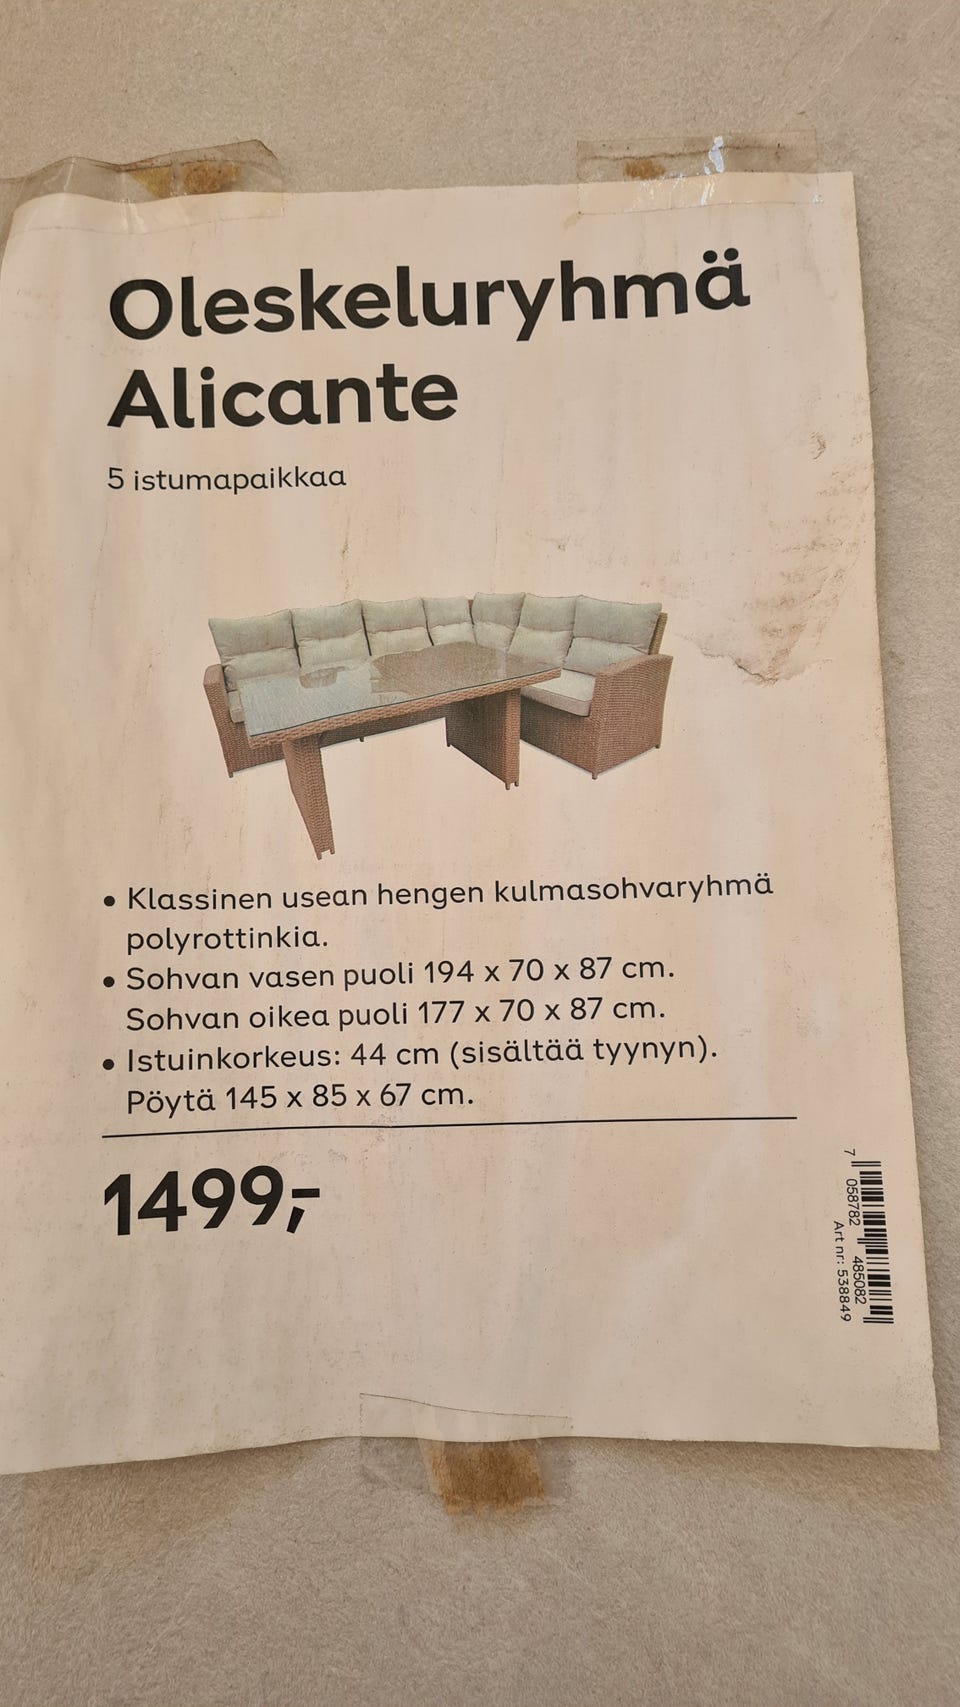 Oleskeluryhmä
Alicante
5 istumapaikkaa
• Klassinen usean hengen kulmasohvaryhmä
polyrottinkia.
• Sohvan vasen puoli 194 x 70 x 87 cm.
Sohvan oikea puoli 177 x 70 x 87 cm.
• Istuinkorkeus: 44 cm (sisältää tyynyn).
Pöytä 145 x 85 x 67 cm.
1499,-
7 058782 485082
Art nr: 538849